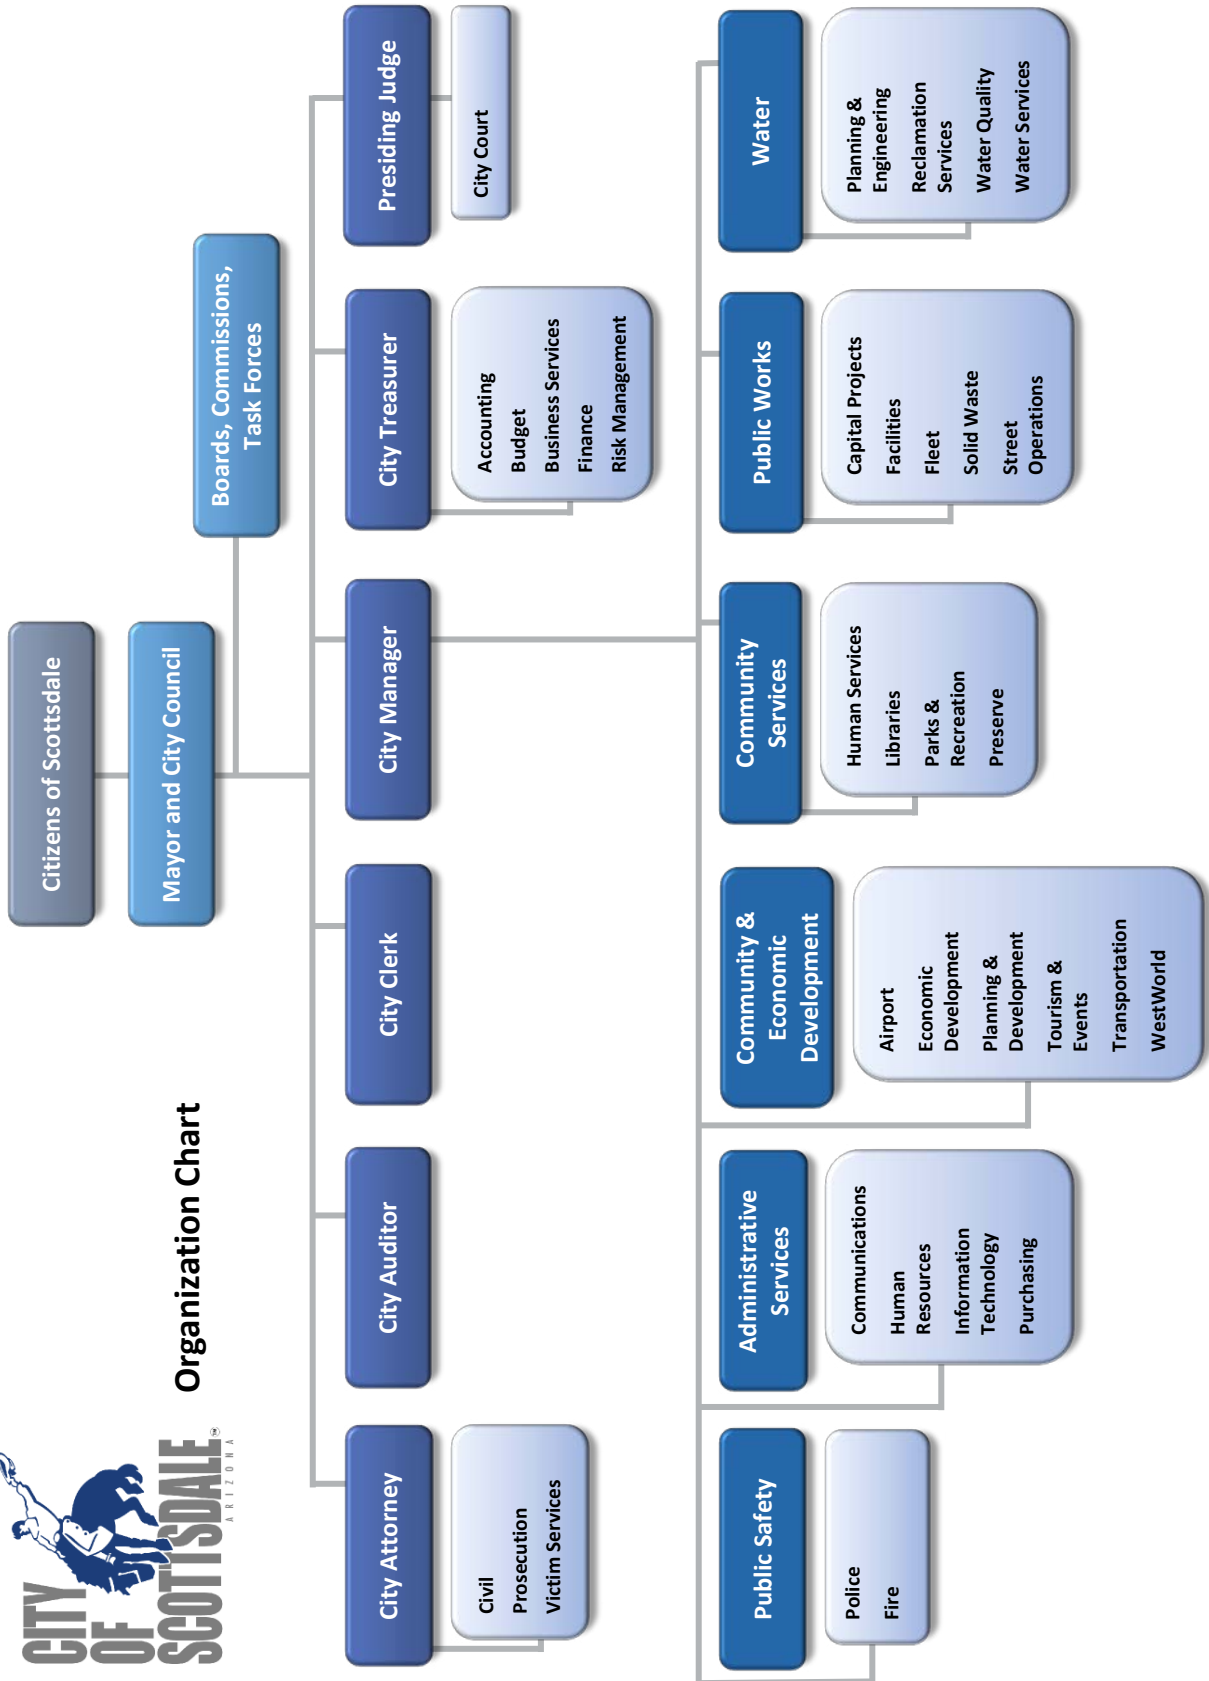 CITY
OF
SCOTTSDALE
ARIZONA
Organization Chart
Citizens of Scottsdale
Mayor and City Council
Boards, Commissions,
Task Forces
City Attorney
Civil
Prosecution
Victim Services
City Auditor
City Clerk
City Manager
City Treasurer
Accounting
Budget
Business Services
Finance
Risk Management
Presiding Judge
City Court
Public Safety
Police
Fire
Administrative
Services
Communications
Human
Resources
Information
Technology
Purchasing
Community &
Economic
Development
Airport
Economic
Development
Planning &
Development
Tourism &
Events
Transportation
WestWorld
Community
Services
Human Services
Libraries
Parks &
Recreation
Preserve
Public Works
Capital Projects
Facilities
Fleet
Solid Waste
Street
Operations
Water
Planning &
Engineering
Reclamation
Services
Water Quality
Water Services